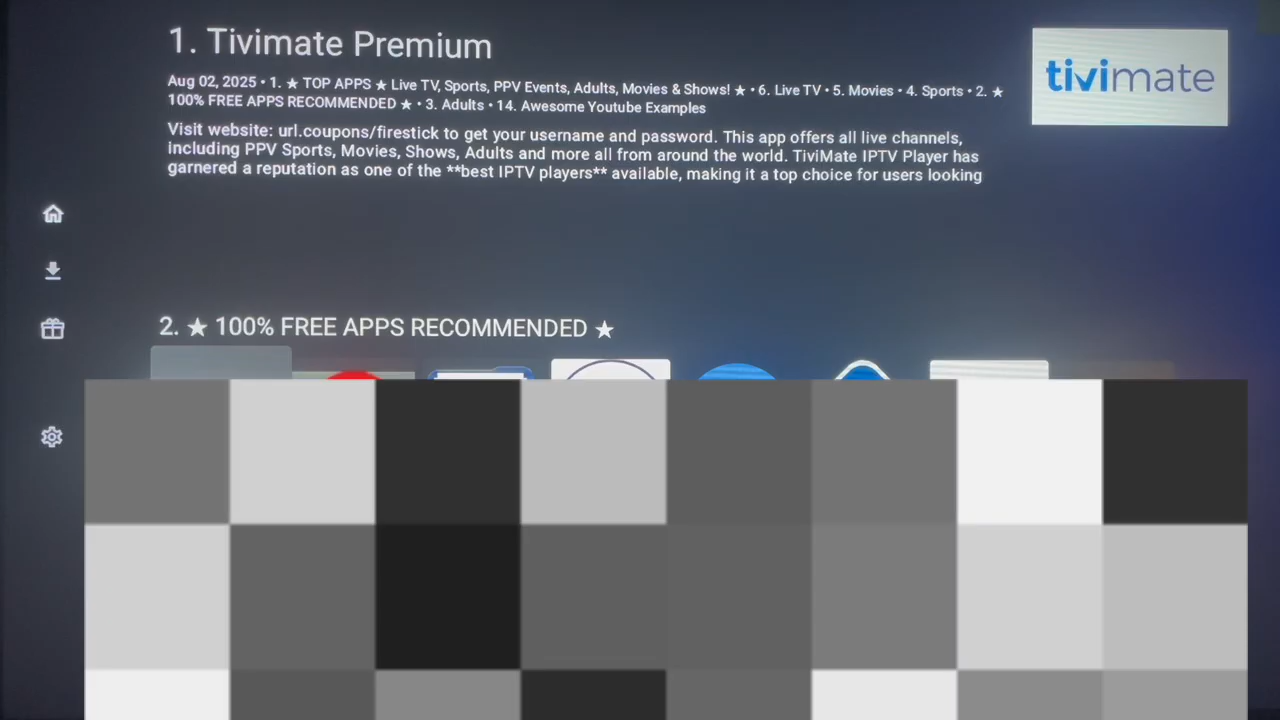 1. Tivimate Premium
tivimate
Aug 02, 2025 • 1. ★ TOP APPS ★ Live TV, Sports, PPV Events, Adults, Movies & Shows! ★ • 6. Live TV • 5. Movies • 4. Sports • 2. ★
100% FREE APPS RECOMMENDED ★ • 3. Adults • 14. Awesome Youtube Examples
Visit website: url.coupons/firestick to get your username and password. This app offers all live channels,
including PPV Sports, Movies, Shows, Adults and more all from around the world. TiviMate IPTV Player has
garnered a reputation as one of the **best IPTV players** available, making it a top choice for users looking
2. ★ 100% FREE APPS RECOMMENDED ★